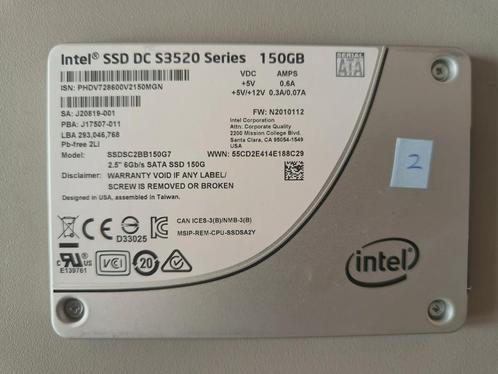 Intel® SSD DC S3520 Series 150GB
ISN: PHDV728600V2150MGN
VDC AMPS
+5V 0.6A
+5V/+12V 0.3A/0.07A
SERIAL
SATA
SA: J20819-001
PBA: J17507-011
LBA 293,046,768
Pb-free 2LI
FW: N2010112
Intel Corporation
Attn: Corporate Quality
2200 Mission College Blvd.
Santa Clara, CA 95054-1549
USA
Model: SSDSC2BB150G7
WWN: 55CD2E414E188C29
2.5" 6Gb/s SATA SSD 150G
Disclaimer: WARRANTY VOID IF ANY LABEL/
SCREW IS REMOVED OR BROKEN
Designed in USA, assembled in Taiwan.
2
D33025
CAN ICES-3(B)/NMB-3(B)
MSIP-REM-CPU-SSDSA2Y
C US
E139761
VCI
20
intel